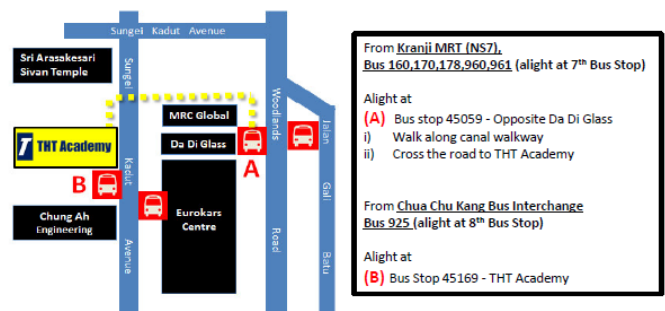 Sungei Kadut Avenue
Sri Arasakesari
Sivan Temple
Sungei
Kadut
Avenue
MRC Global
Da Di Glass
T THT Academy
B
A
Chung Ah
Engineering
Eurokars
Centre
Woodlands
Road
Jalan
Gali
Batu
From Kranji MRT (NS7),
Bus 160,170,178,960,961 (alight at 7th Bus Stop)
Alight at
(A) Bus stop 45059 - Opposite Da Di Glass
i) Walk along canal walkway
ii) Cross the road to THT Academy
From Chua Chu Kang Bus Interchange
Bus 925 (alight at 8th Bus Stop)
Alight at
(B) Bus Stop 45169 - THT Academy